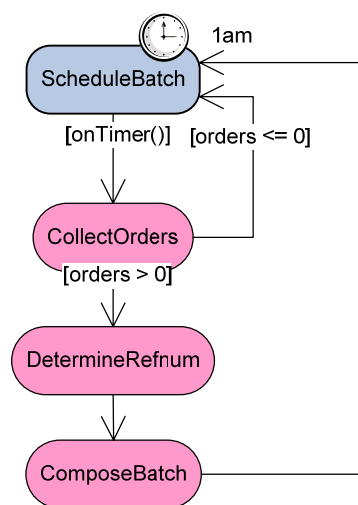 1am
ScheduleBatch
[onTimer()]
[orders <= 0]
CollectOrders
[orders > 0]
DetermineRefnum
ComposeBatch